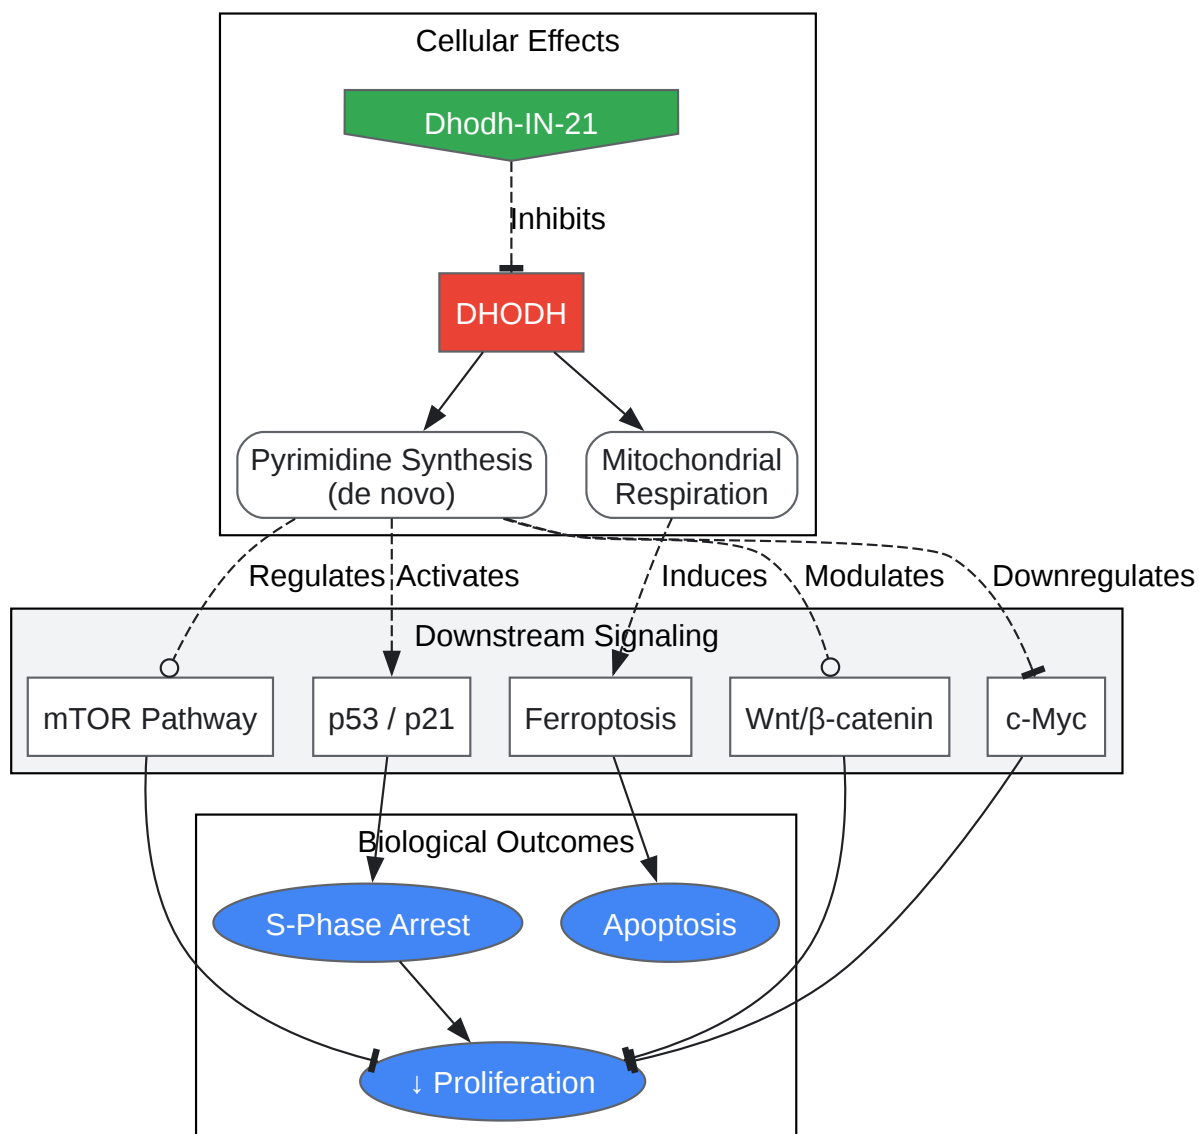 Cellular Effects
Dhodh-IN-21
Inhibits
DHODH
Pyrimidine Synthesis
(de novo)
Mitochondrial
Respiration
Regulates
Activates
Induces
Modulates
Downregulates
Downstream Signaling
mTOR Pathway
p53 / p21
Ferroptosis
Wnt/β-catenin
c-Myc
Biological Outcomes
S-Phase Arrest
Apoptosis
↓ Proliferation